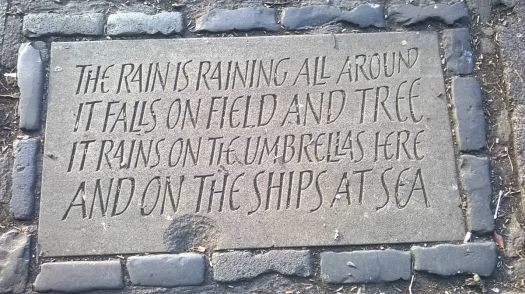 THE RAIN IS RAINING ALL AROUND
IT FALLS ON FIELD AND TREE
IT RAINS ON THE UMBRELLAS HERE
AND ON THE SHIPS AT SEA